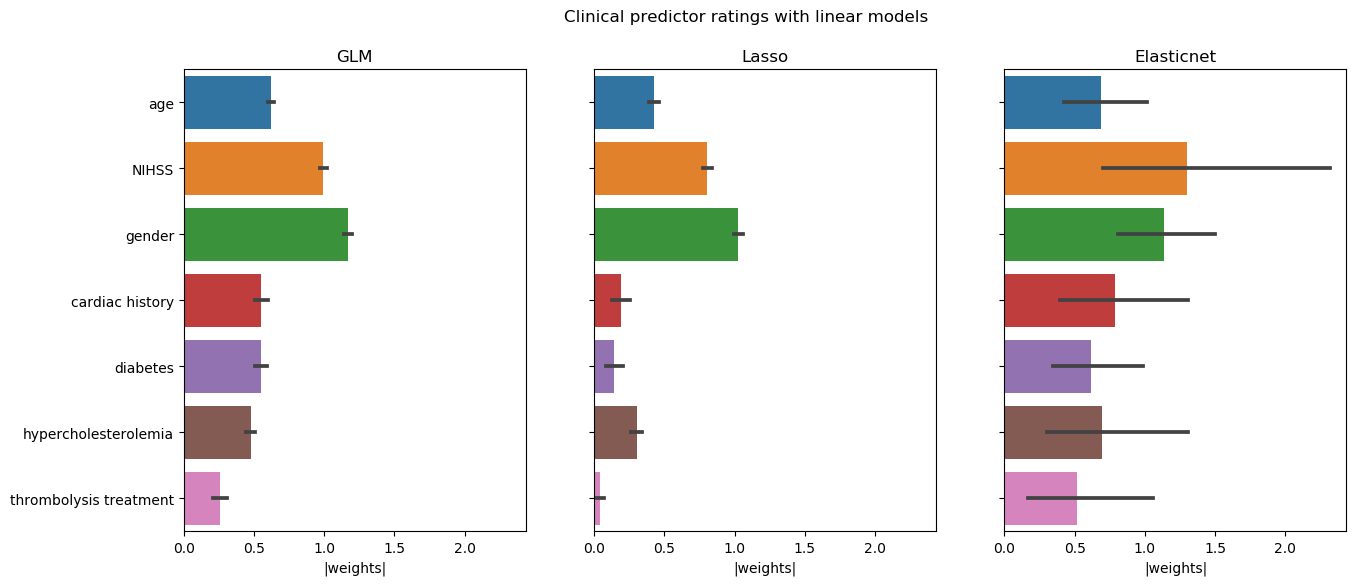 Clinical predictor ratings with linear models
GLM
Lasso
Elasticnet
age
NIHSS
gender
cardiac history
diabetes
hypercholesterolemia
thrombolysis treatment
0.0 0.5 1.0 1.5 2.0
0.0 0.5 1.0 1.5 2.0
0.0 0.5 1.0 1.5 2.0
|weights|
|weights|
|weights|